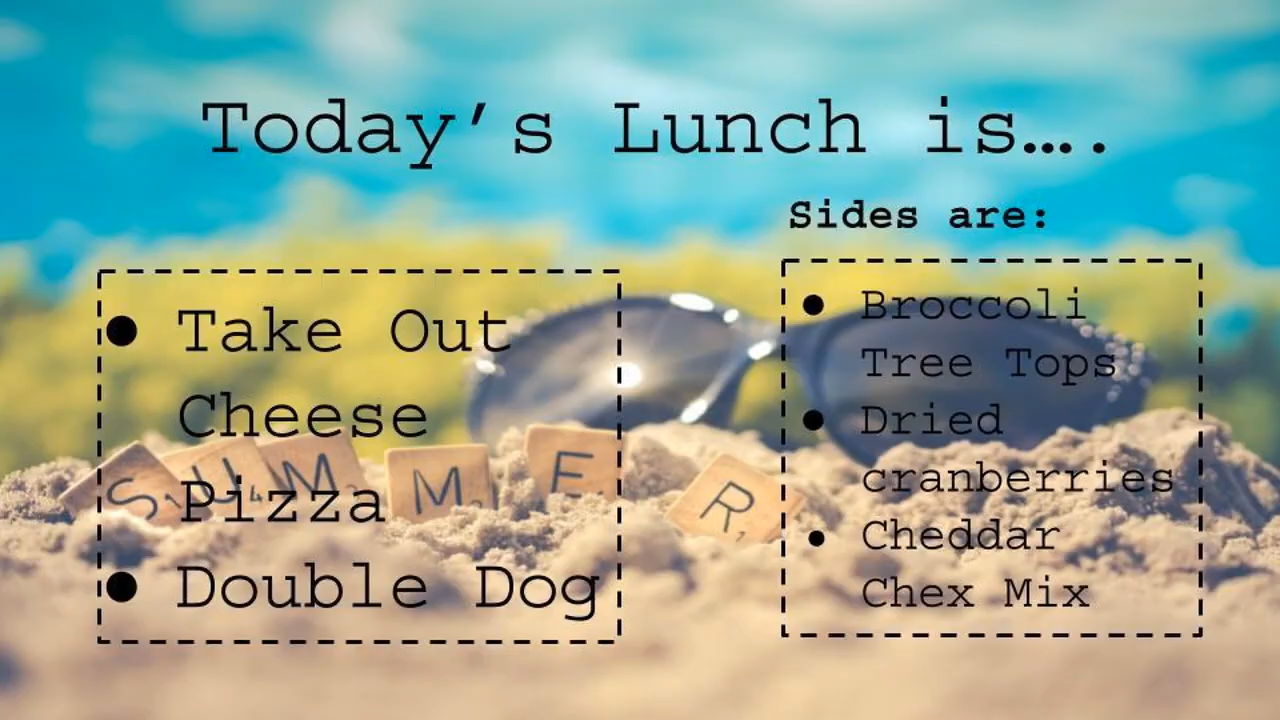 Today's Lunch is….
Sides are:
• Take Out
Cheese
Pizza
• Double Dog
• Broccoli
Tree Tops
• Dried
cranberries
• Cheddar
Chex Mix
SUMMER